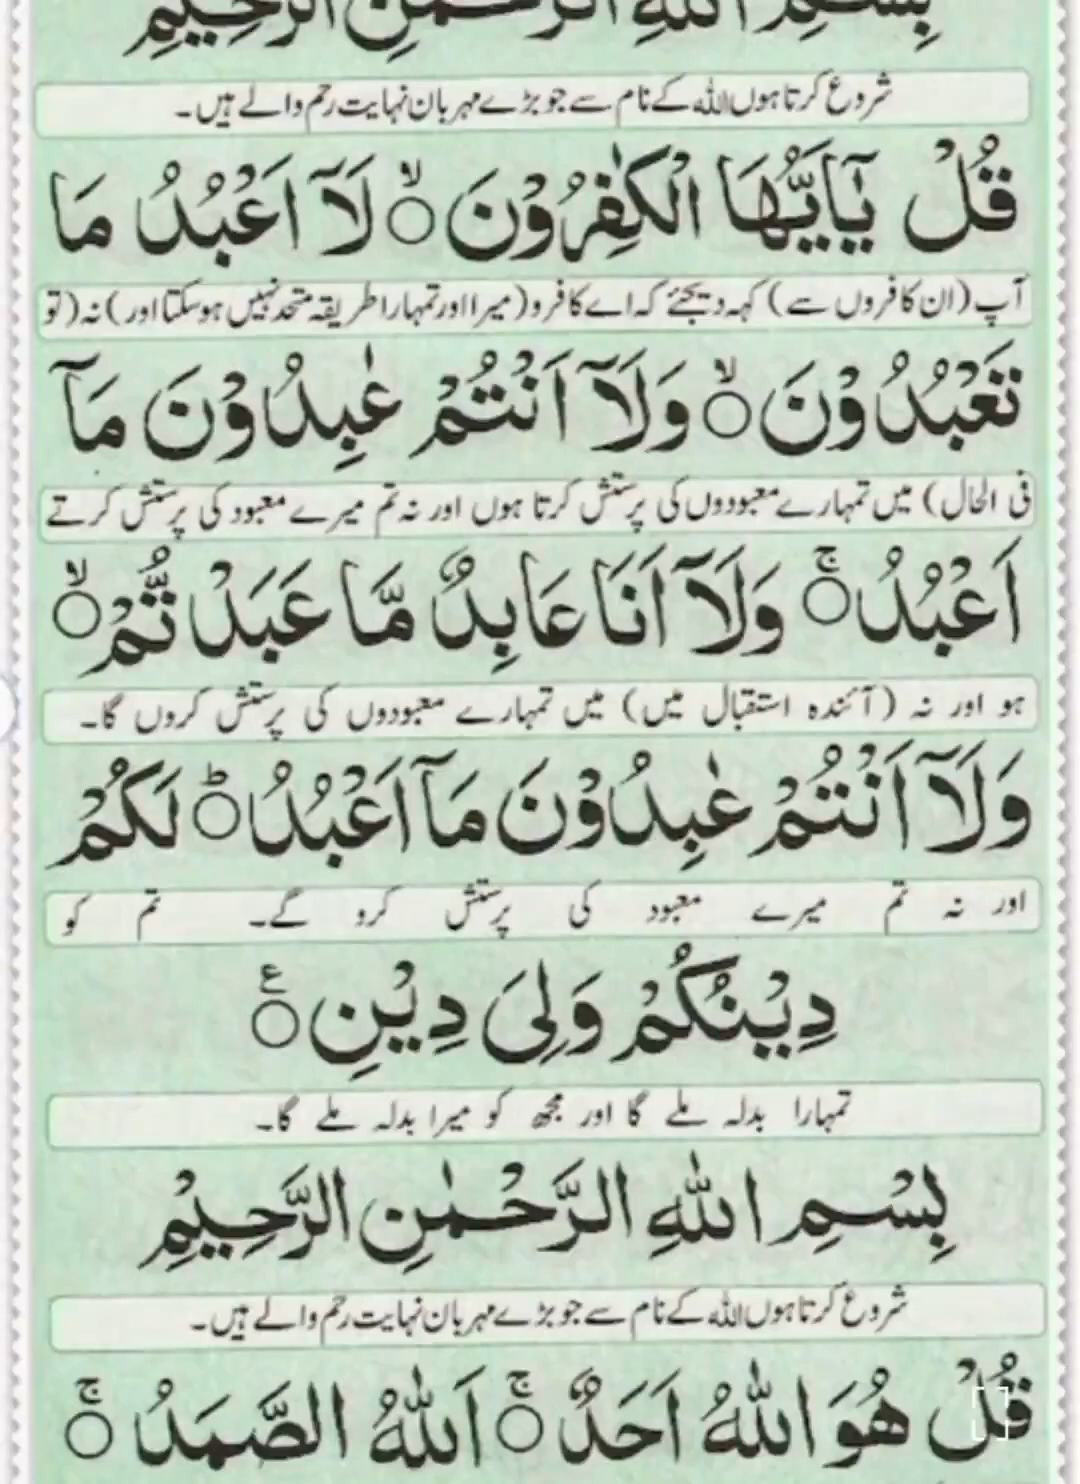 بِسْمِ اللهِ الرَّحْمٰنِ الرَّحِيْمِ
شروع کرتا ہوں اللہ کے نام سے جو بڑے مہربان نہایت رحم والے ہیں۔
قُلْ يٰٓاَيُّهَا الْكٰفِرُوْنَ ۙ لَآ اَعْبُدُ مَا
آپ (ان کافروں سے) کہہ دیجئے کہ اے کافرو (میرا اور تمہارا طریقہ متحد نہیں ہو سکتا اور) نہ (تو
تَعْبُدُوْنَ ۙ وَلَآ اَنْتُمْ عٰبِدُوْنَ مَآ
فی الحال) میں تمہارے معبودوں کی پرستش کرتا ہوں اور نہ تم میرے معبود کی پرستش کرتے
اَعْبُدُ ۚ وَلَآ اَنَا عَابِدٌ مَّا عَبَدْتُّمْ ۙ
ہو اور نہ (آئندہ استقبال میں) میں تمہارے معبودوں کی پرستش کروں گا۔
وَلَآ اَنْتُمْ عٰبِدُوْنَ مَآ اَعْبُدُ ؕ لَكُمْ
اور نہ تم میرے معبود کی پرستش کرو گے۔ تم کو
دِيْنُكُمْ وَلِيَ دِيْنِ ۠
تمہارا بدلہ ملے گا اور مجھ کو میرا بدلہ ملے گا۔
بِسْمِ اللهِ الرَّحْمٰنِ الرَّحِيْمِ
شروع کرتا ہوں اللہ کے نام سے جو بڑے مہربان نہایت رحم والے ہیں۔
قُلْ هُوَ اللّٰهُ اَحَدٌ ۚ اَللّٰهُ الصَّمَدُ ۚ